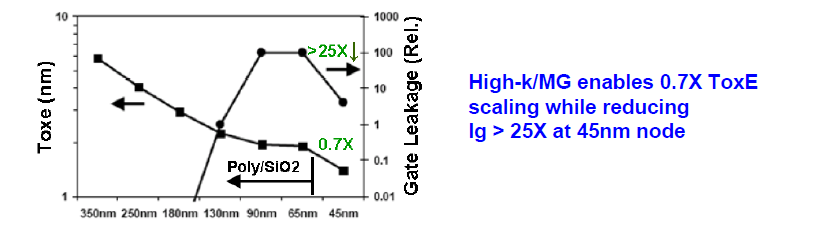 10
1
Toxe (nm)
1000
100
10
1
0.1
0.01
Gate Leakage (Rel.)
>25X↓
0.7X
Poly/SiO2
350nm 250nm 180nm 130nm 90nm 65nm 45nm
High-k/MG enables 0.7X ToxE
scaling while reducing
Ig > 25X at 45nm node